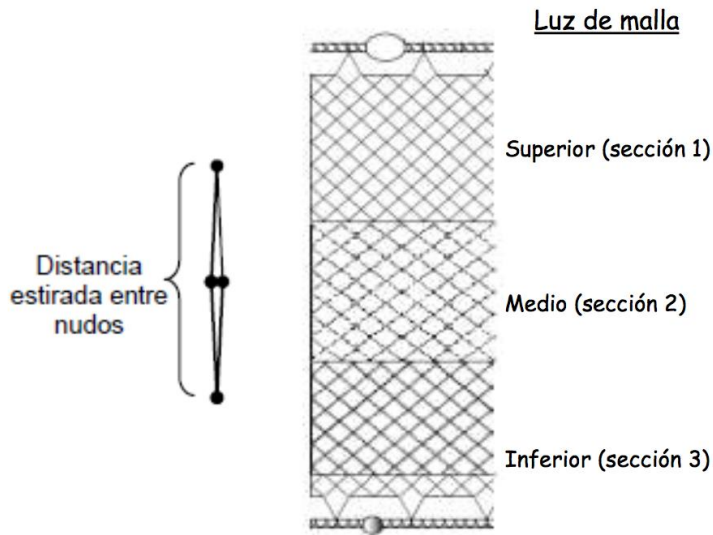 Luz de malla
Superior (sección 1)
Distancia
estirada entre
nudos
Medio (sección 2)
Inferior (sección 3)